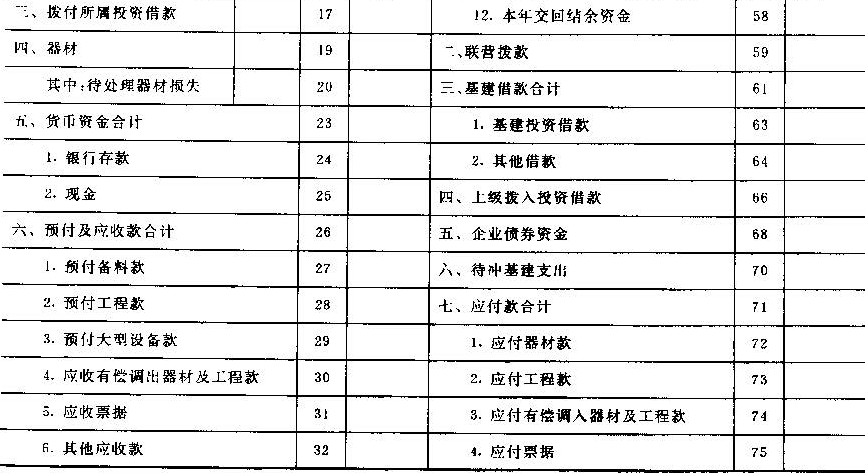 三、拨付所属投资借款 17 12. 本年交回结余资金 58
四、器材 19 二、联营拨款 59
其中:待处理器材损失 20 三、基建借款合计 61
五、货币资金合计 23 1. 基建投资借款 63
1. 银行存款 24 2. 其他借款 64
2. 现金 25 四、上级拨入投资借款 66
六、预付及应收款合计 26 五、企业债券资金 68
1. 预付备料款 27 六、待冲基建支出 70
2. 预付工程款 28 七、应付款合计 71
3. 预付大型设备款 29 1. 应付器材款 72
4. 应收有偿调出器材及工程款 30 2. 应付工程款 73
5. 应收票据 31 3. 应付有偿调入器材及工程款 74
6. 其他应收款 32 4. 应付票据 75